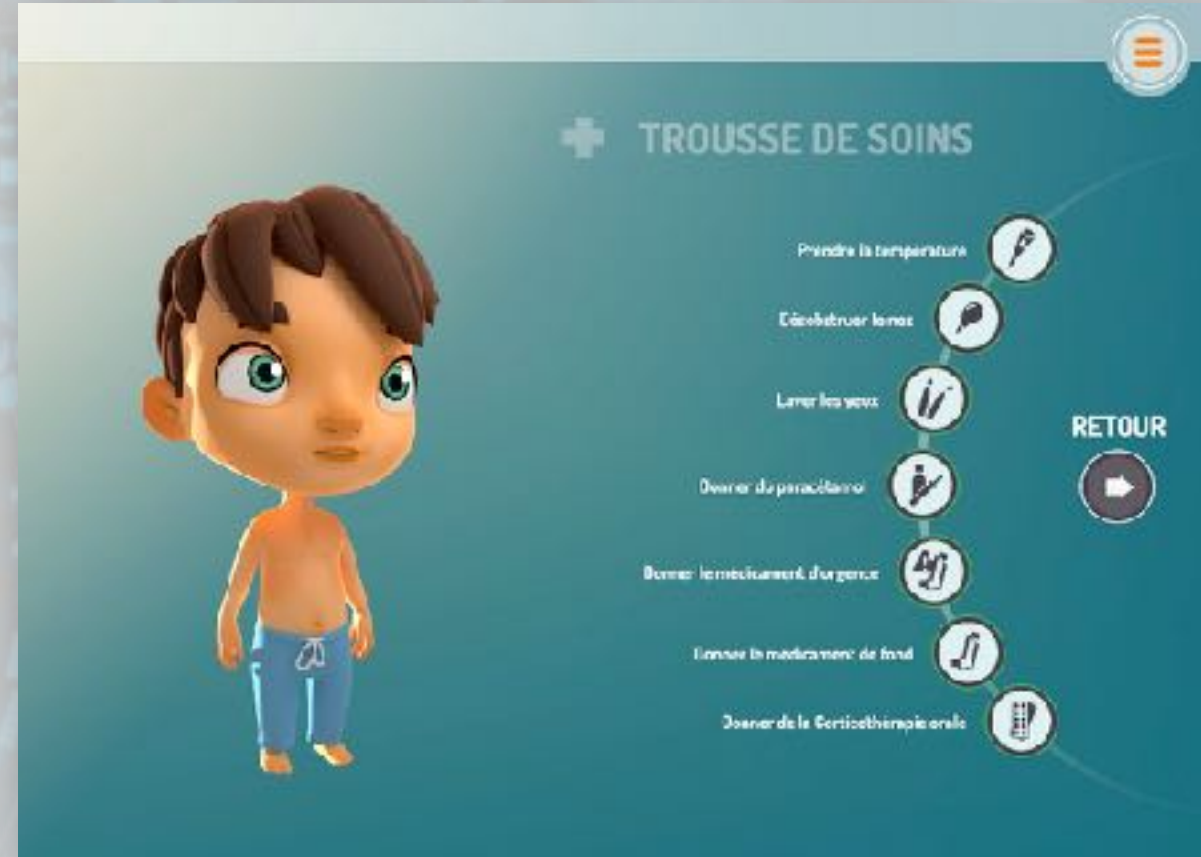 TROUSSE DE SOINS
Prendre la température
Désobstruer le nez
Laver les yeux
RETOUR
Donner du paracétamol
Donner le médicament d'urgence
Donner le médicament de fond
Donner de la Corticothérapie orale